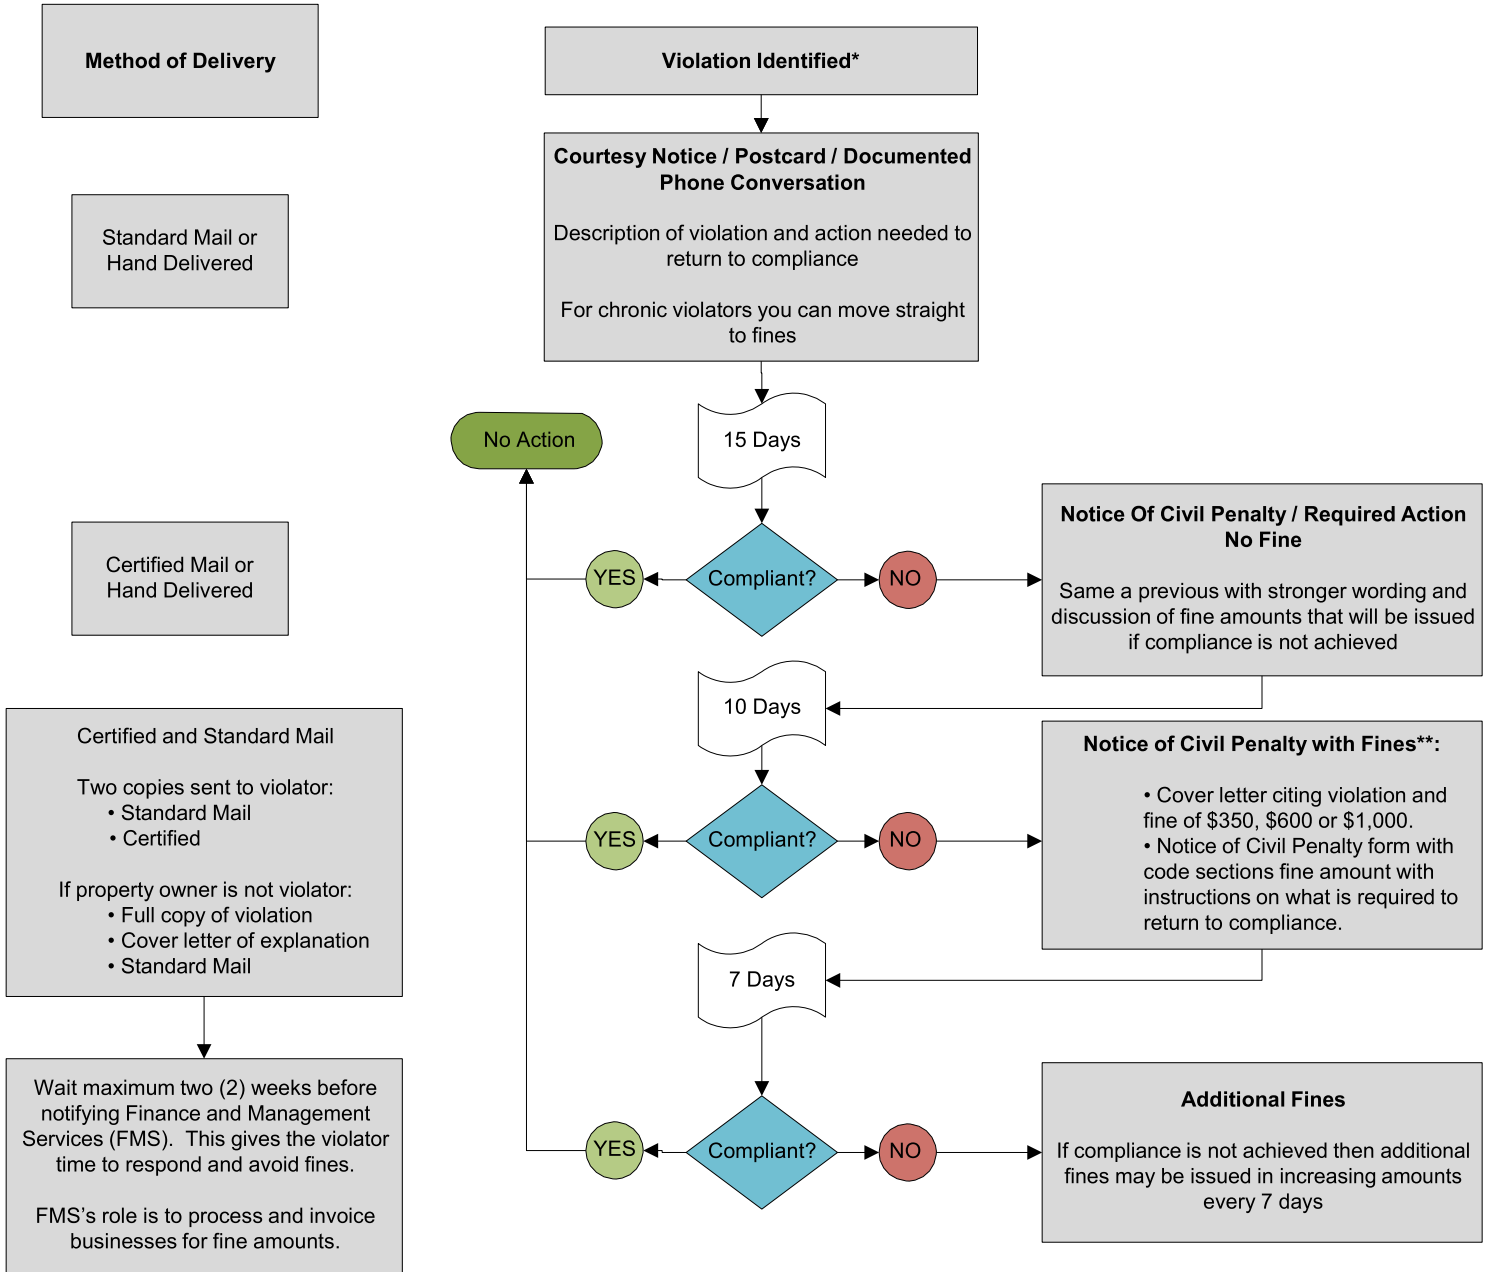 Method of Delivery
Violation Identified*
Courtesy Notice / Postcard / Documented
Phone Conversation
Description of violation and action needed to
return to compliance
For chronic violators you can move straight
to fines
Standard Mail or
Hand Delivered
15 Days
No Action
Compliant?
YES
NO
Notice Of Civil Penalty / Required Action
No Fine
Same a previous with stronger wording and
discussion of fine amounts that will be issued
if compliance is not achieved
Certified Mail or
Hand Delivered
10 Days
Compliant?
YES
NO
Notice of Civil Penalty with Fines**:
• Cover letter citing violation and
fine of $350, $600 or $1,000.
• Notice of Civil Penalty form with
code sections fine amount with
instructions on what is required to
return to compliance.
Certified and Standard Mail
Two copies sent to violator:
• Standard Mail
• Certified
If property owner is not violator:
• Full copy of violation
• Cover letter of explanation
• Standard Mail
7 Days
Compliant?
YES
NO
Additional Fines
If compliance is not achieved then additional
fines may be issued in increasing amounts
every 7 days
Wait maximum two (2) weeks before
notifying Finance and Management
Services (FMS).  This gives the violator
time to respond and avoid fines.
FMS’s role is to process and invoice
businesses for fine amounts.